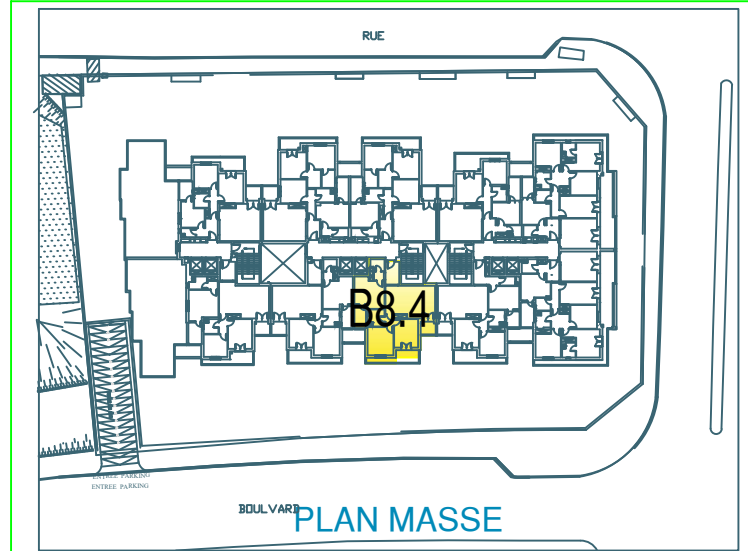 RUE
B8.4
ENTREE PARKING
ENTREE PARKING
BOULVARD
PLAN MASSE